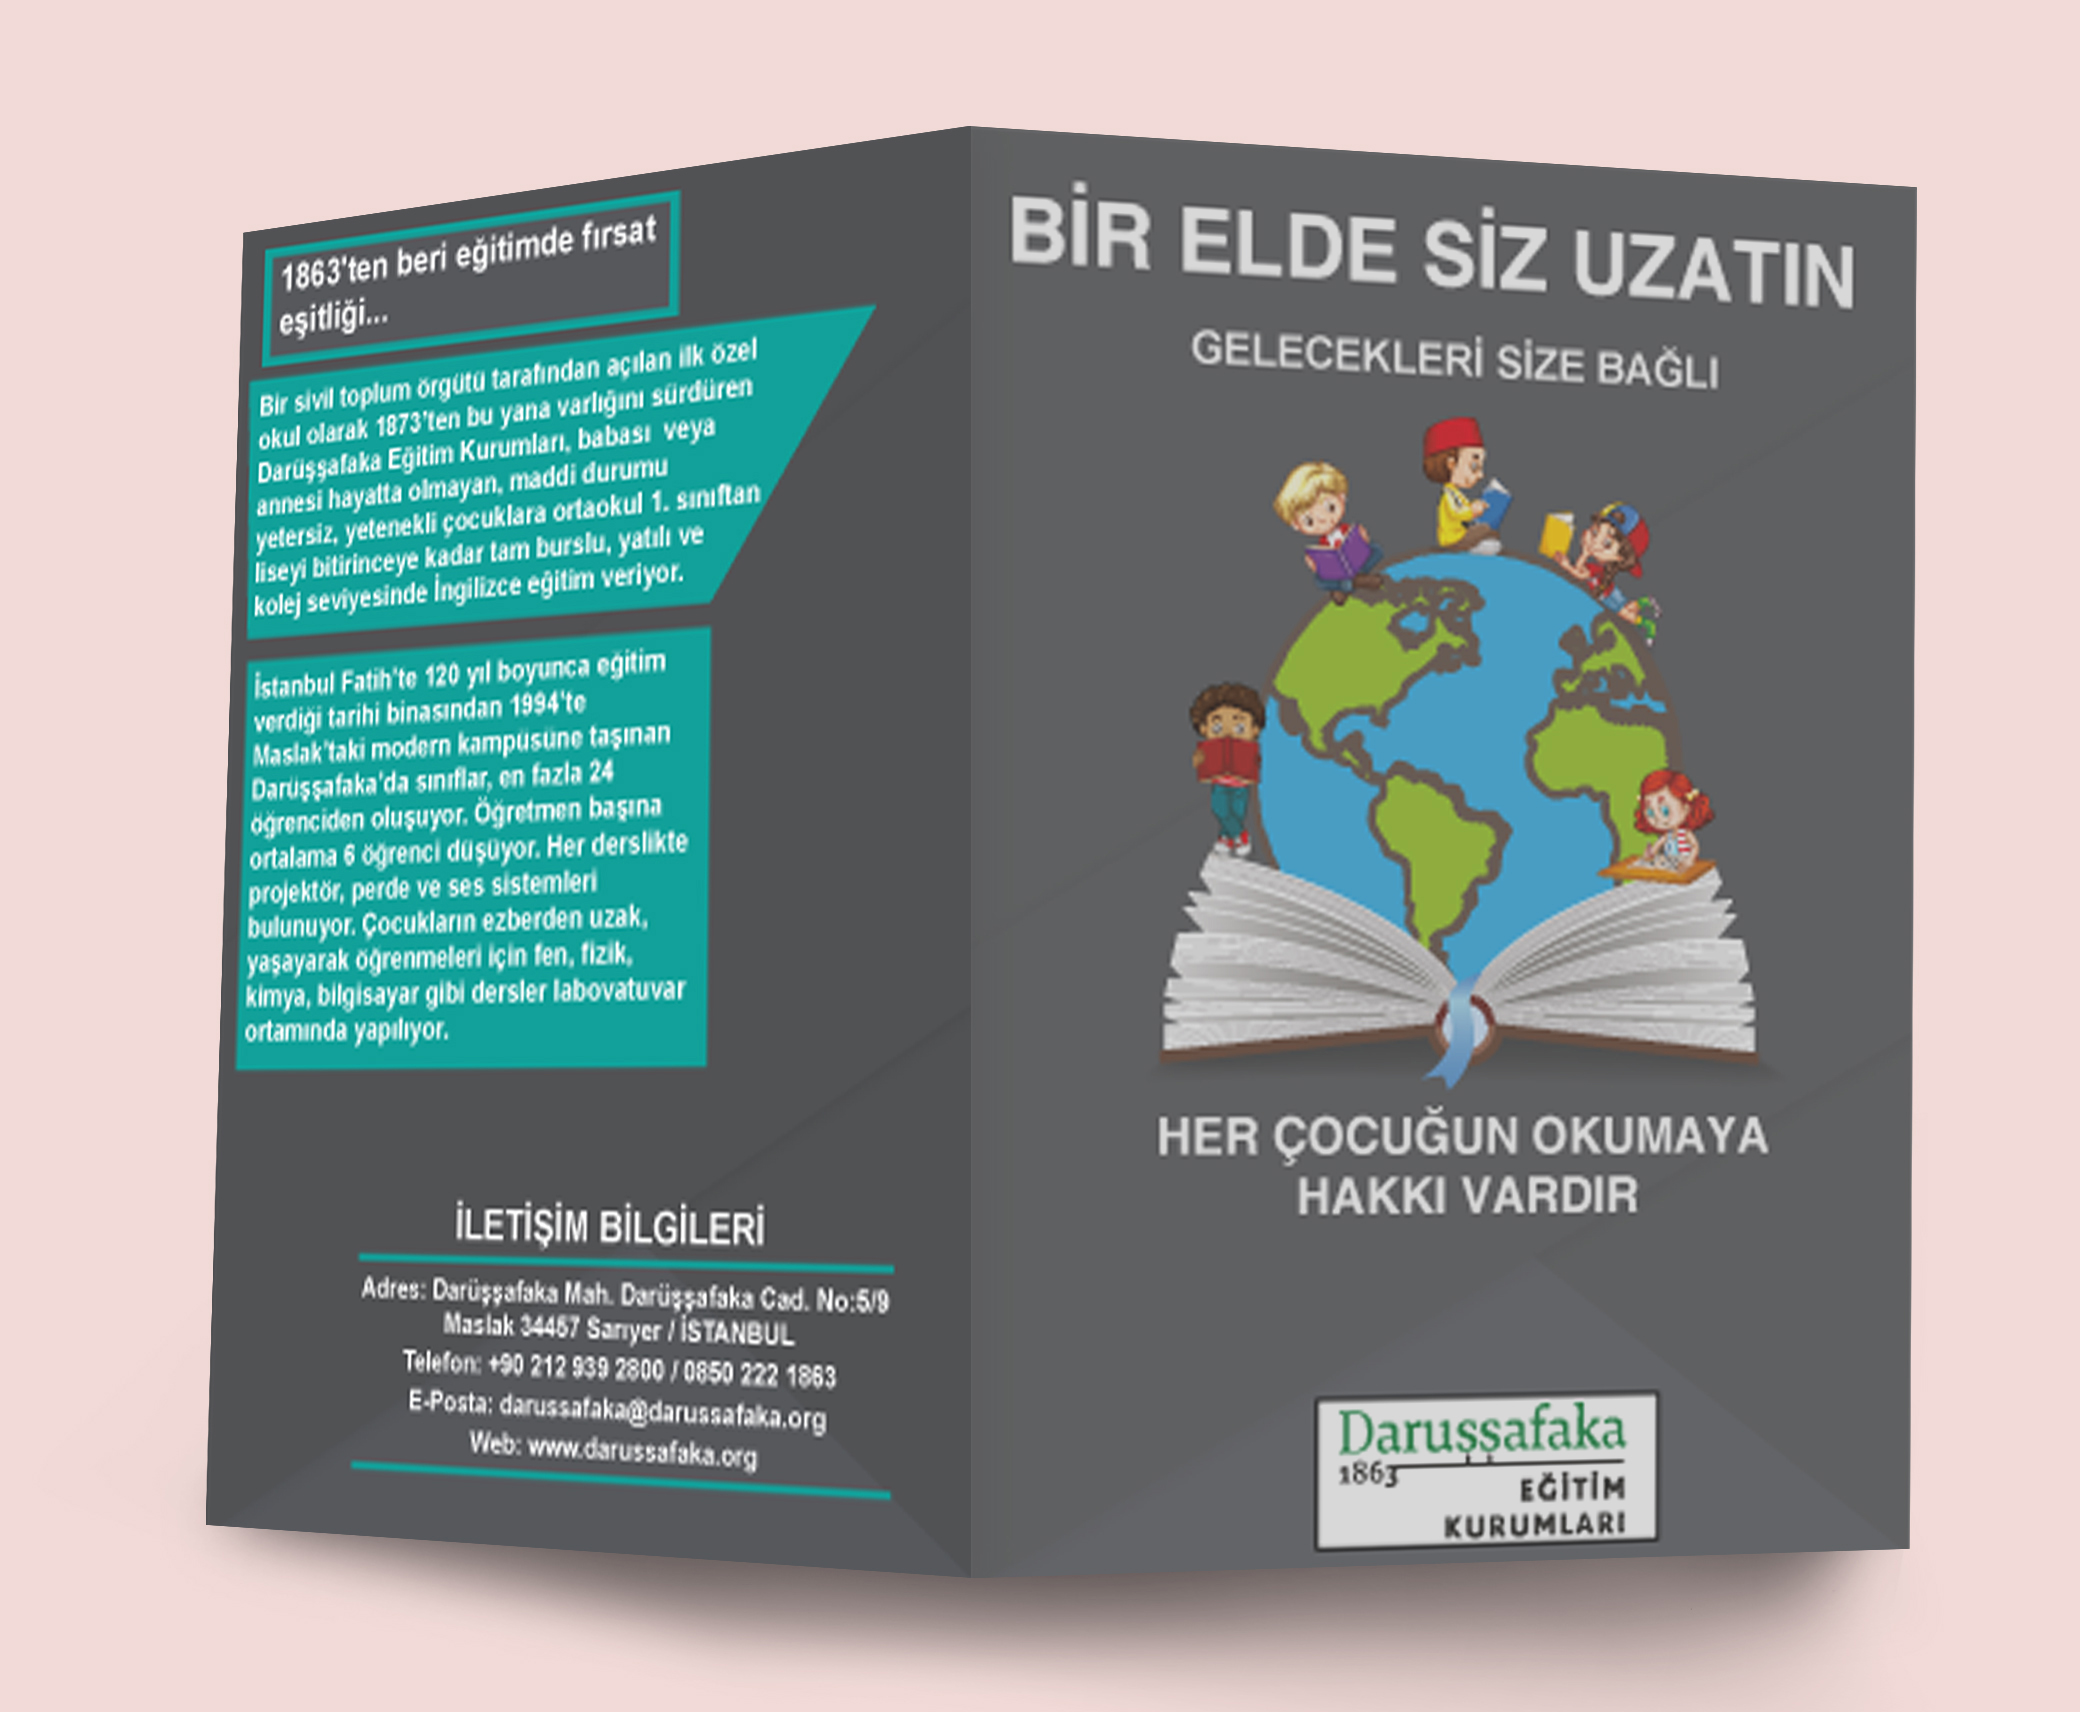 1863'ten beri eğitimde fırsat
eşitliği...
Bir sivil toplum örgütü tarafından açılan ilk özel
okul olarak 1873'ten bu yana varlığını sürdüren
Darüşşafaka Eğitim Kurumları, babası veya
annesi hayatta olmayan, maddi durumu
yetersiz, yetenekli çocuklara ortaokul 1. sınıftan
liseyi bitirinceye kadar tam burslu, yatılı ve
kolej seviyesinde İngilizce eğitim veriyor.
İstanbul Fatih'te 120 yıl boyunca eğitim
verdiği tarihi binasından 1994'te
Maslak'taki modern kampüsüne taşınan
Darüşşafaka'da sınıflar, en fazla 24
öğrenciden oluşuyor. Öğretmen başına
ortalama 6 öğrenci düşüyor. Her derslikte
projektör, perde ve ses sistemleri
bulunuyor. Çocukların ezberden uzak,
yaşayarak öğrenmeleri için fen, fizik,
kimya, bilgisayar gibi dersler labovatuvar
ortamında yapılıyor.
İLETİŞİM BİLGİLERİ
Adres: Darüşşafaka Mah. Darüşşafaka Cad. No:5/9
Maslak 34457 Sarıyer / İSTANBUL
Telefon: +90 212 939 2800 / 0850 222 1863
E-Posta: darussafaka@darussafaka.org
Web: www.darussafaka.org
BİR ELDE SİZ UZATIN
GELECEKLERİ SİZE BAĞLI
HER ÇOCUĞUN OKUMAYA
HAKKI VARDIR
Daruşşafaka
1863
EĞİTİM
KURUMLARI